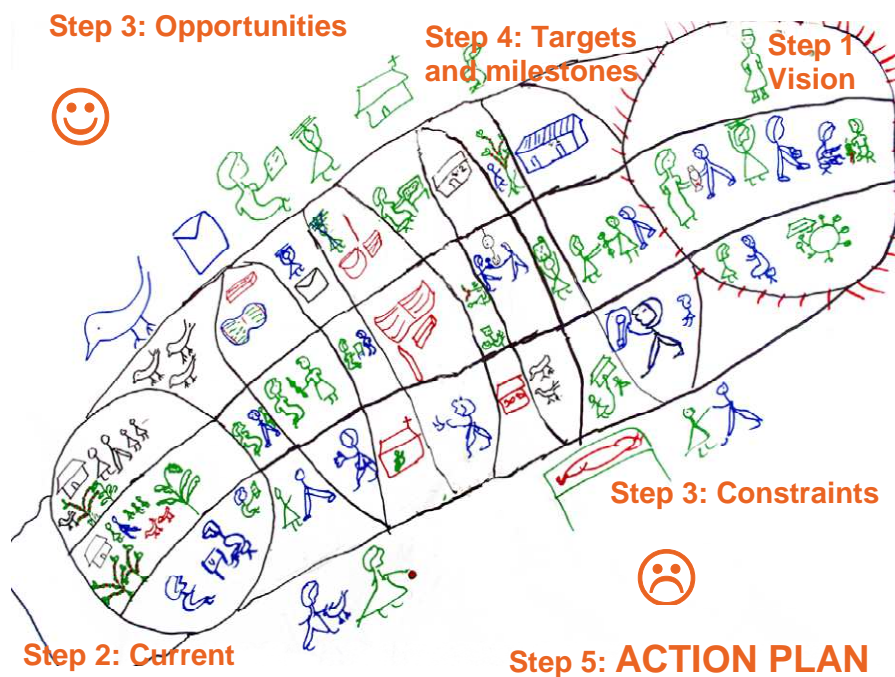 Step 3: Opportunities
Step 4: Targets
and milestones
Step 1
Vision
Step 3: Constraints
Step 2: Current
Step 5: ACTION PLAN